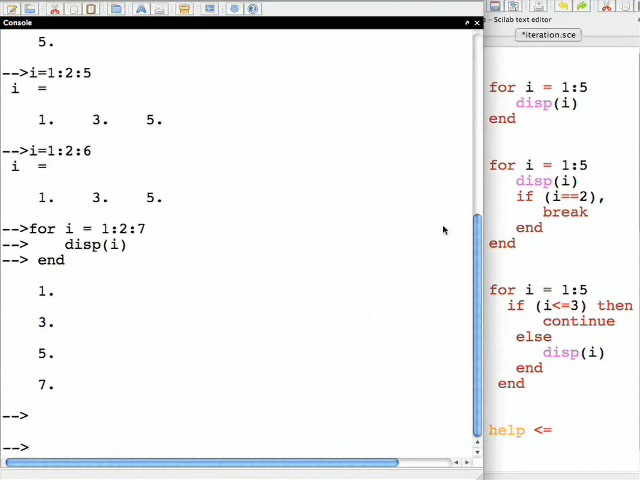 Console
5.
-->i=1:2:5
i  =
1.    3.    5.
-->i=1:2:6
i  =
1.    3.    5.
-->for i = 1:2:7
-->    disp(i)
--> end
1.
3.
5.
7.
-->
-->
e – Scilab text editor
*iteration.sce
for i = 1:5
disp(i)
end
for i = 1:5
disp(i)
if (i==2),
break
end
end
for i = 1:5
if (i<=3) then
continue
else
disp(i)
end
end
help <=